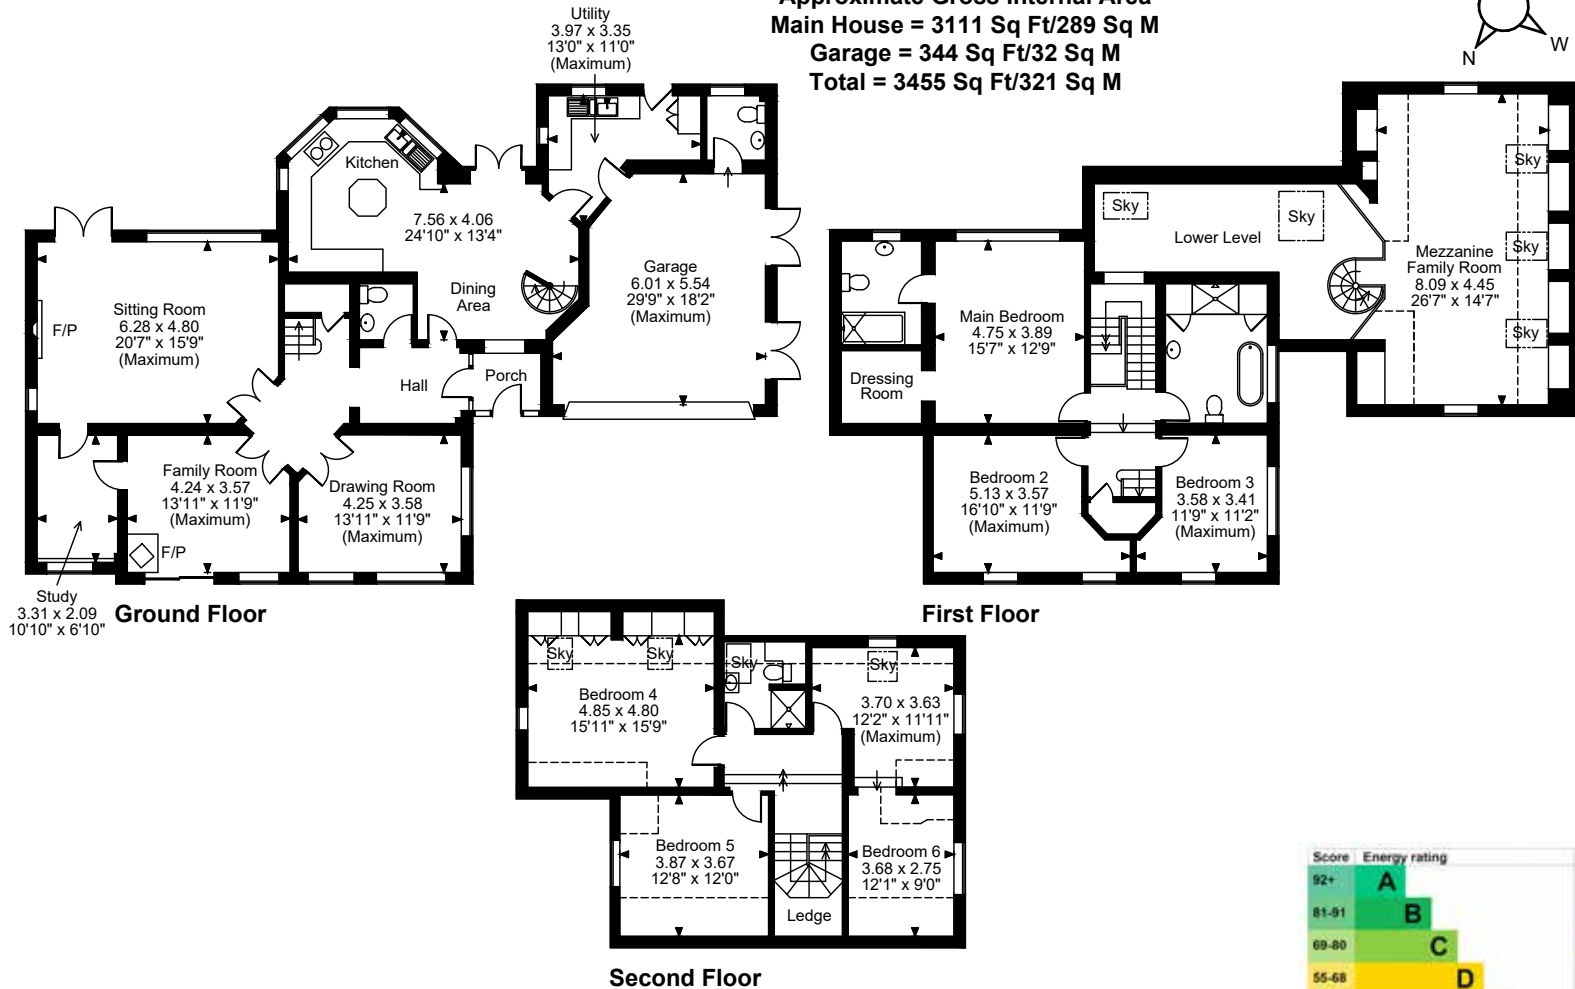 Approximate Gross Internal Area
Main House = 3111 Sq Ft/289 Sq M
Garage = 344 Sq Ft/32 Sq M
Total = 3455 Sq Ft/321 Sq M
N
W
Utility
3.97 x 3.35
13'0" x 11'0"
(Maximum)
Kitchen
7.56 x 4.06
24'10" x 13'4"
Dining
Area
Garage
6.01 x 5.54
29'9" x 18'2"
(Maximum)
Sitting Room
6.28 x 4.80
20'7" x 15'9"
(Maximum)
F/P
Hall
Porch
Family Room
4.24 x 3.57
13'11" x 11'9"
(Maximum)
F/P
Drawing Room
4.25 x 3.58
13'11" x 11'9"
(Maximum)
Study
3.31 x 2.09
10'10" x 6'10"
Ground Floor
Sky
Sky
Lower Level
Sky
Sky
Sky
Mezzanine
Family Room
8.09 x 4.45
26'7" x 14'7"
Main Bedroom
4.75 x 3.89
15'7" x 12'9"
Dressing
Room
Bedroom 2
5.13 x 3.57
16'10" x 11'9"
(Maximum)
Bedroom 3
3.58 x 3.41
11'9" x 11'2"
(Maximum)
First Floor
Sky
Sky
Sky
Sky
Bedroom 4
4.85 x 4.80
15'11" x 15'9"
3.70 x 3.63
12'2" x 11'11"
(Maximum)
Bedroom 5
3.87 x 3.67
12'8" x 12'0"
Bedroom 6
3.68 x 2.75
12'1" x 9'0"
Ledge
Second Floor
Score Energy rating
92+ A
81-91 B
69-80 C
55-68 D